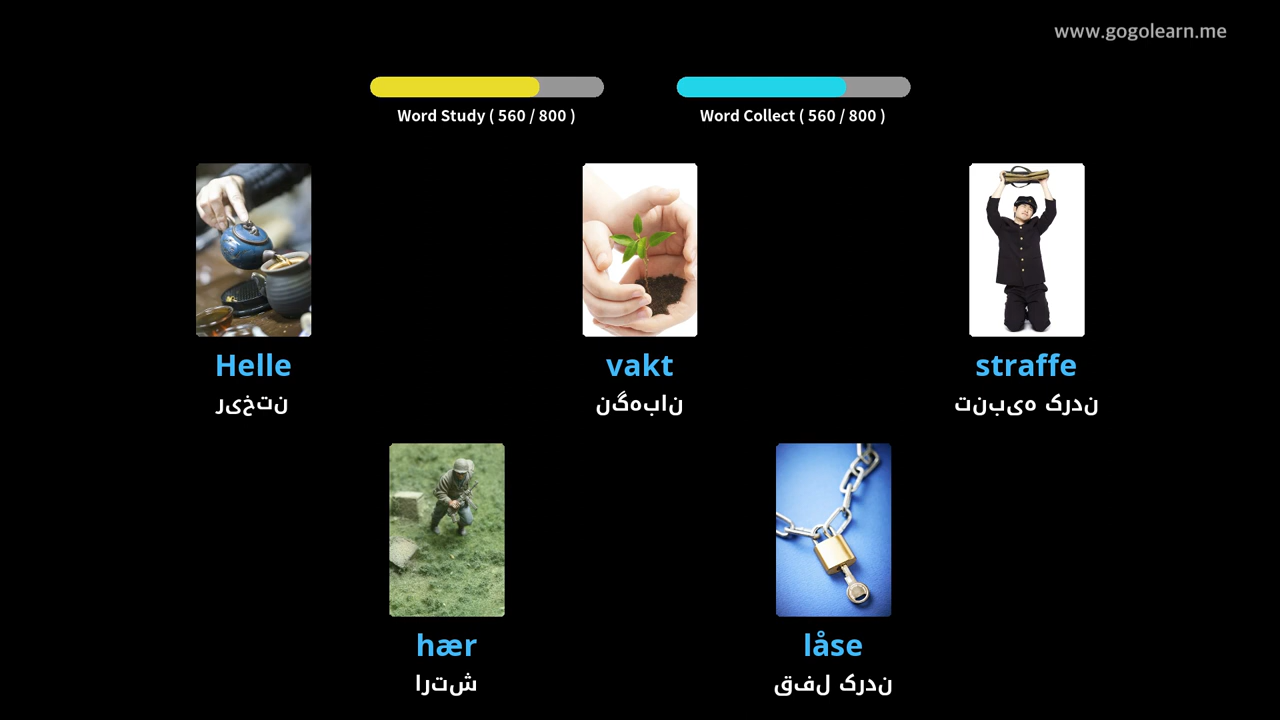 www.gogolearn.me
Word Study ( 560 / 800 )
Word Collect ( 560 / 800 )
Helle
ریختن
vakt
نگهبان
straffe
تنبیه کردن
hær
ارتش
låse
قفل کردن